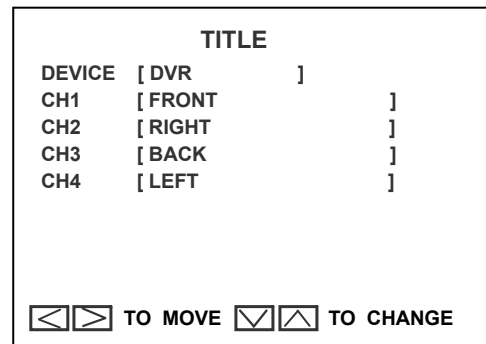 TITLE
DEVICE [ DVR ]
CH1 [ FRONT ]
CH2 [ RIGHT ]
CH3 [ BACK ]
CH4 [ LEFT ]
< > TO MOVE ∨ ∧ TO CHANGE